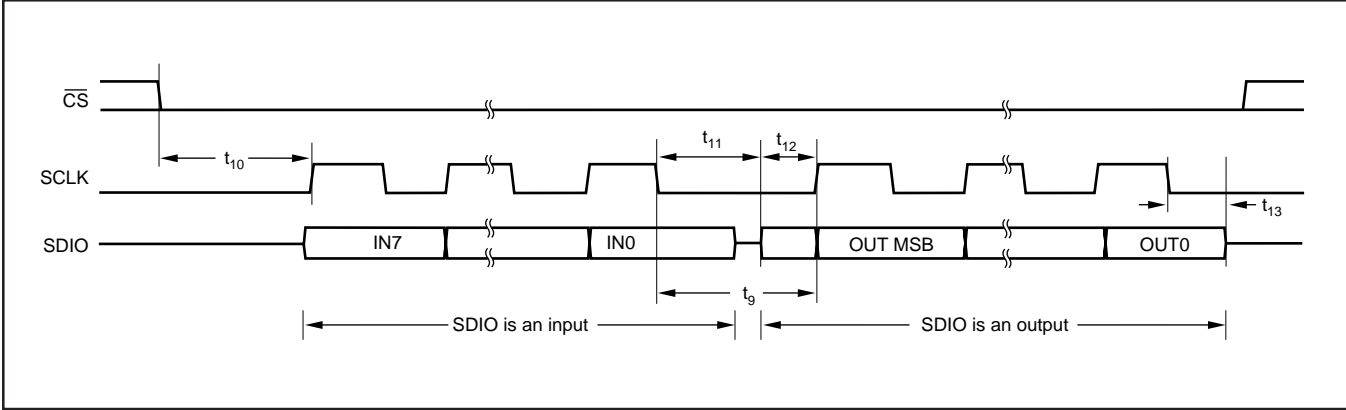 CS
t11 t12
t10
SCLK
t13
SDIO IN7 IN0 OUT MSB OUT0
t9
SDIO is an input SDIO is an output